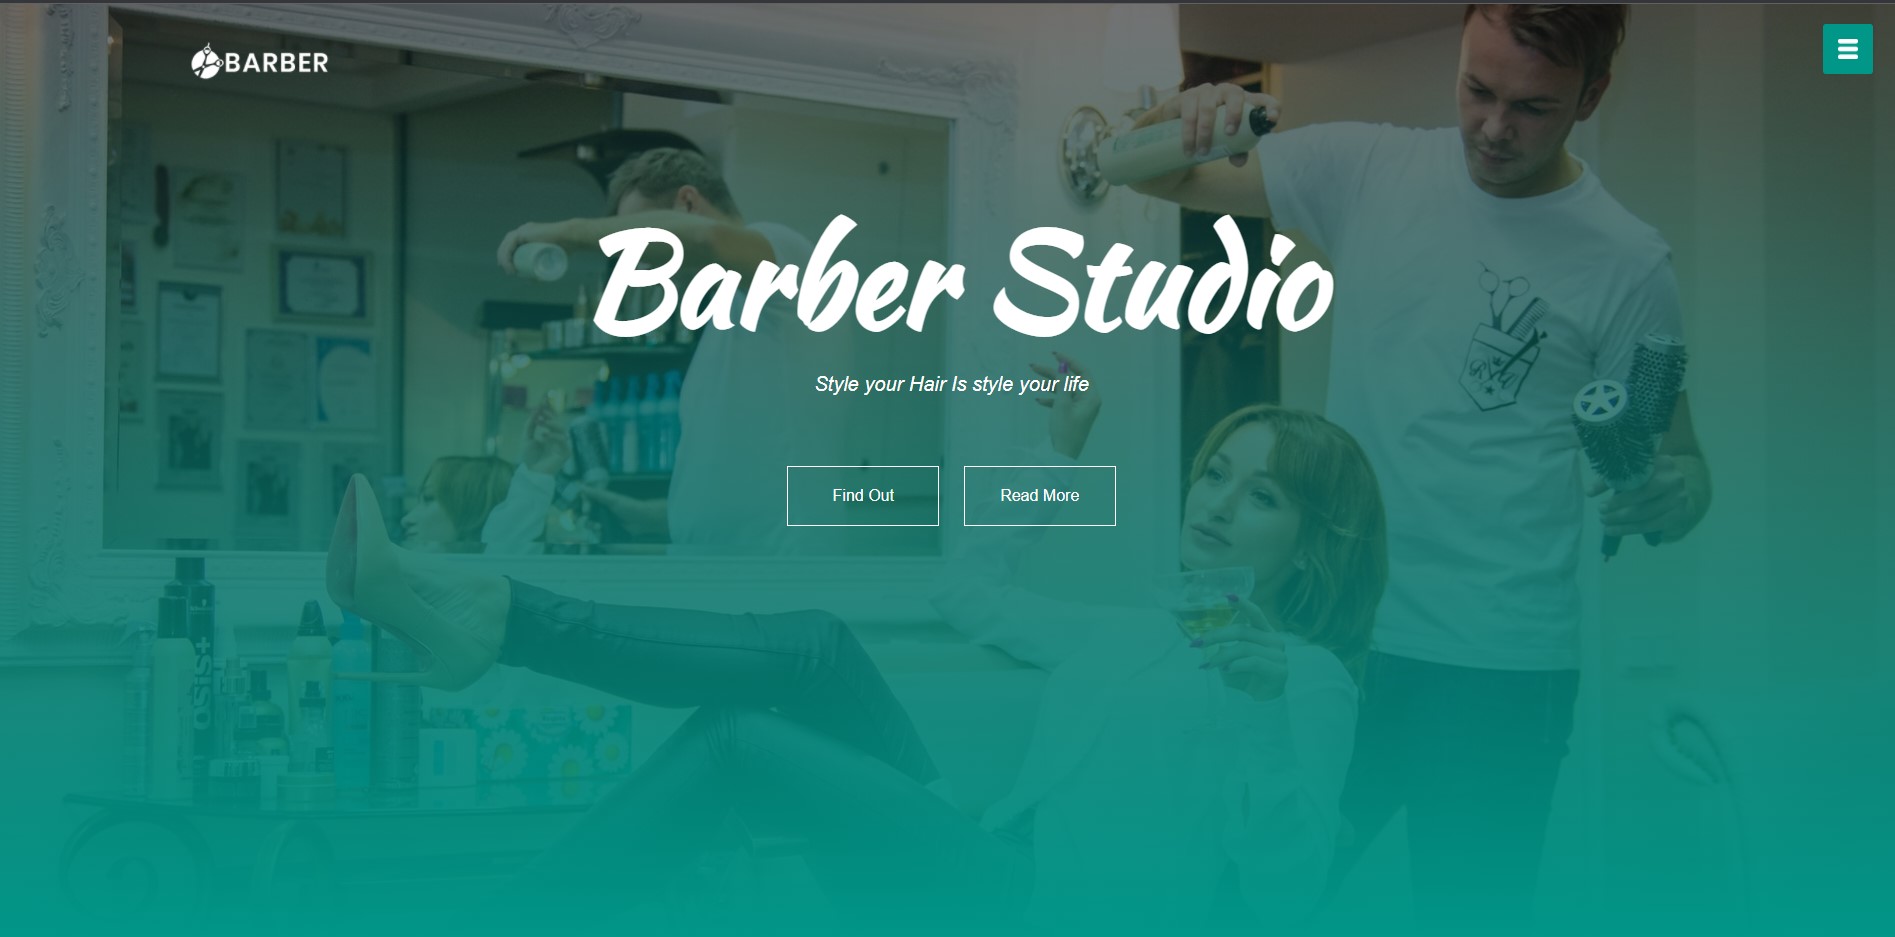 BARBER
Barber Studio
Style your Hair Is style your life
Find Out
Read More
OSiS+